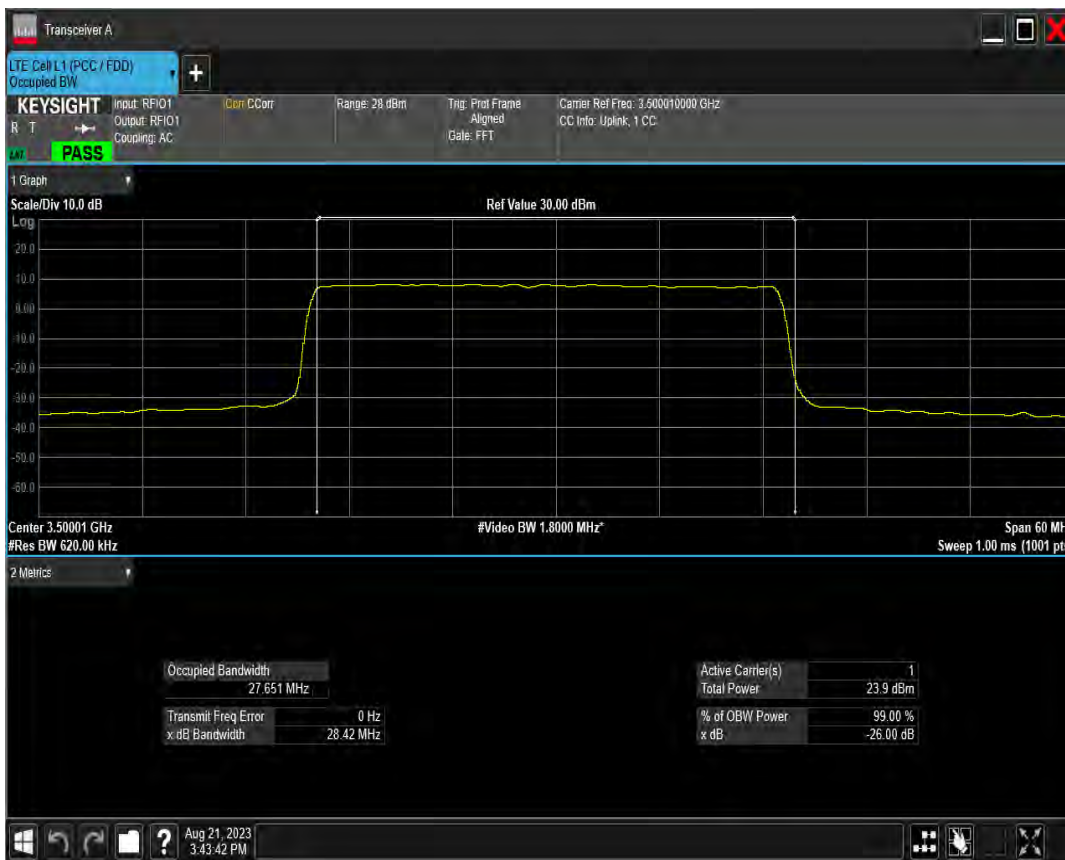 Transceiver A
LTE Cell L1 (PCC / FDD)
Occupied BW
+
KEYSIGHT
R T
PASS
Input: RFIO1
Output: RFIO1
Coupling: AC
Corr CCorr
Range: 28 dBm
Trig: Prot Frame
Aligned
Gate: FFT
Carrier Ref Freq: 3.500010000 GHz
CC Info: Uplink, 1 CC
1 Graph
Scale/Div 10.0 dB
Ref Value 30.00 dBm
Log
20.0
10.0
0.00
-10.0
-20.0
-30.0
-40.0
-50.0
-60.0
Center 3.50001 GHz
#Video BW 1.8000 MHz*
Span 60 MH
#Res BW 620.00 kHz
Sweep 1.00 ms (1001 pt
2 Metrics
Occupied Bandwidth
27.651 MHz
Transmit Freq Error 0 Hz
x dB Bandwidth 28.42 MHz
Active Carrier(s) 1
Total Power 23.9 dBm
% of OBW Power 99.00 %
x dB -26.00 dB
?
Aug 21, 2023
3:43:42 PM